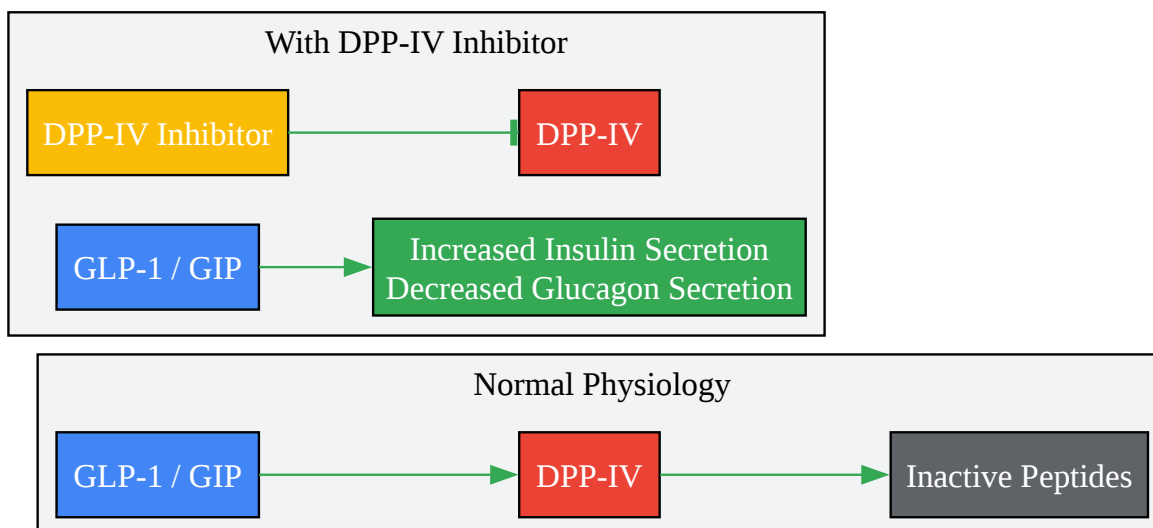 With DPP-IV Inhibitor
DPP-IV Inhibitor
DPP-IV
GLP-1 / GIP
Increased Insulin Secretion
Decreased Glucagon Secretion
Normal Physiology
GLP-1 / GIP
DPP-IV
Inactive Peptides